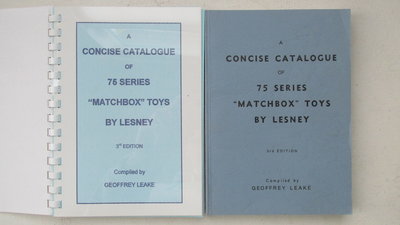 A
CONCISE CATALOGUE
OF
75 SERIES
"MATCHBOX" TOYS
BY LESNEY
3rd EDITION
Compiled by
GEOFFREY LEAKE
A
CONCISE CATALOGUE
OF
75 SERIES
"MATCHBOX" TOYS
BY LESNEY
3rd EDITION
Compiled by
GEOFFREY LEAKE